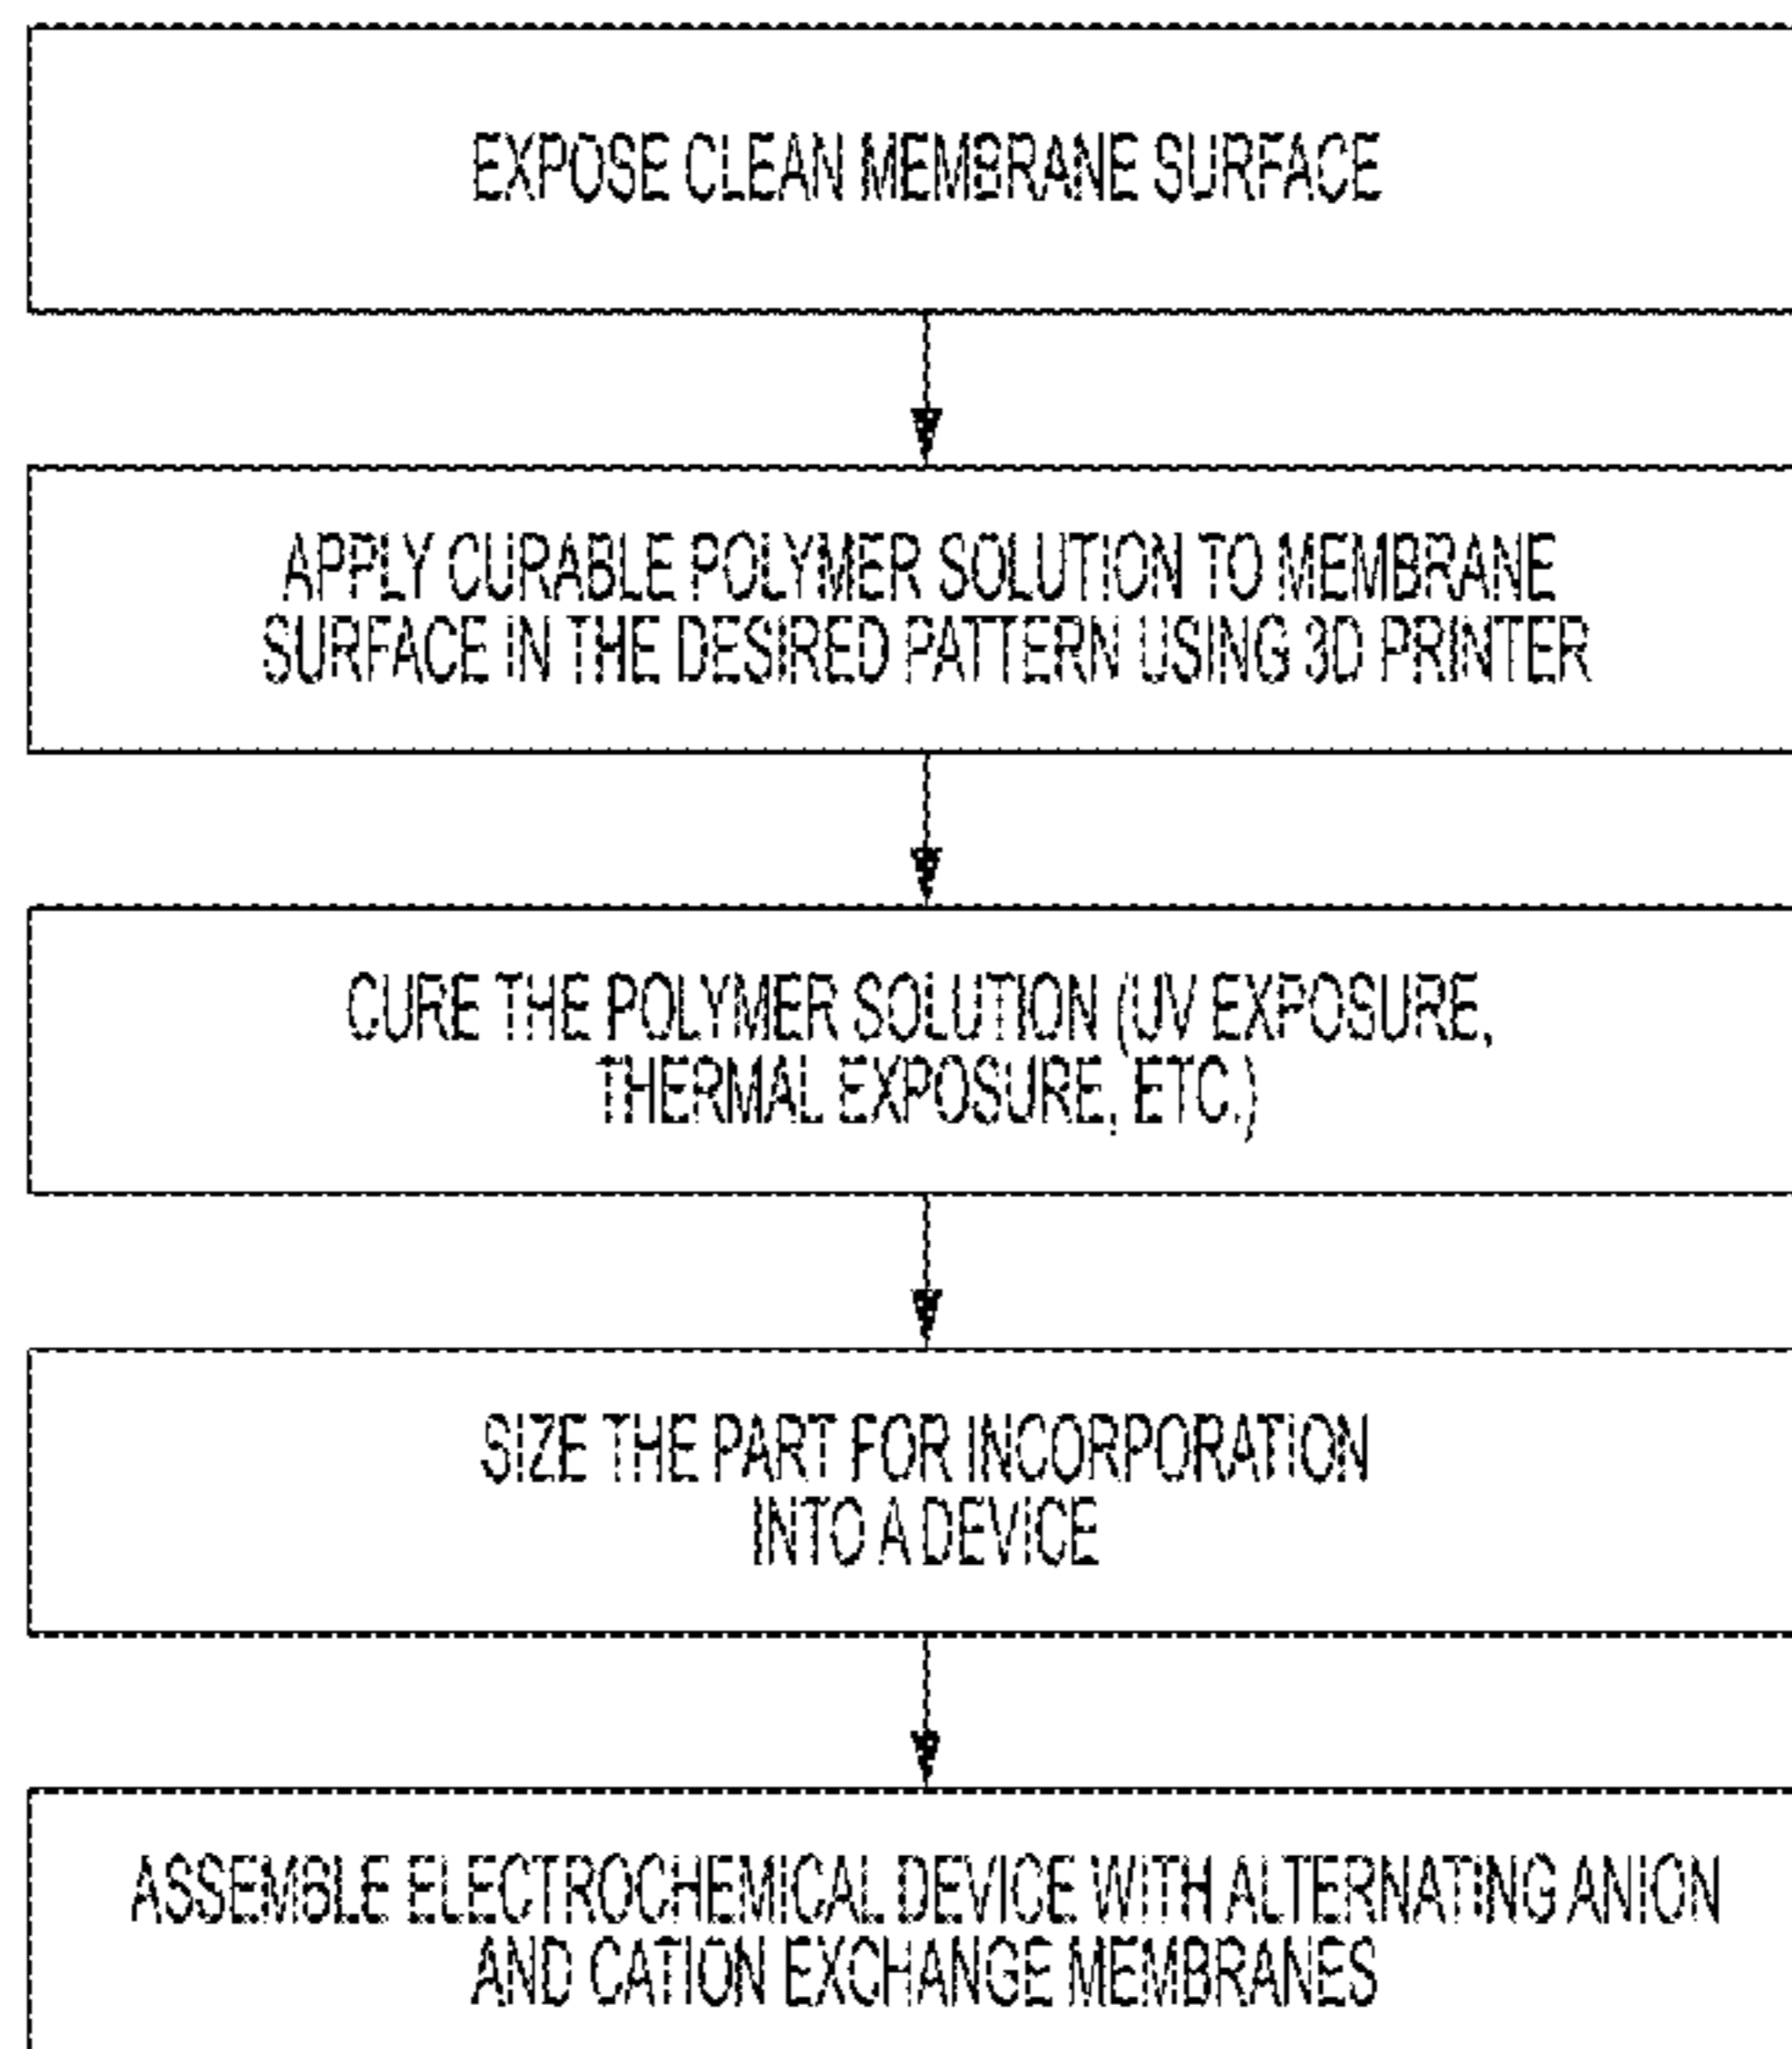 EXPOSE CLEAN MEMBRANE SURFACE
APPLY CURABLE POLYMER SOLUTION TO MEMBRANE
SURFACE IN THE DESIRED PATTERN USING 3D PRINTER
CURE THE POLYMER SOLUTION (UV EXPOSURE,
THERMAL EXPOSURE, ETC.)
SIZE THE PART FOR INCORPORATION
INTO A DEVICE
ASSEMBLE ELECTROCHEMICAL DEVICE WITH ALTERNATING ANION
AND CATION EXCHANGE MEMBRANES